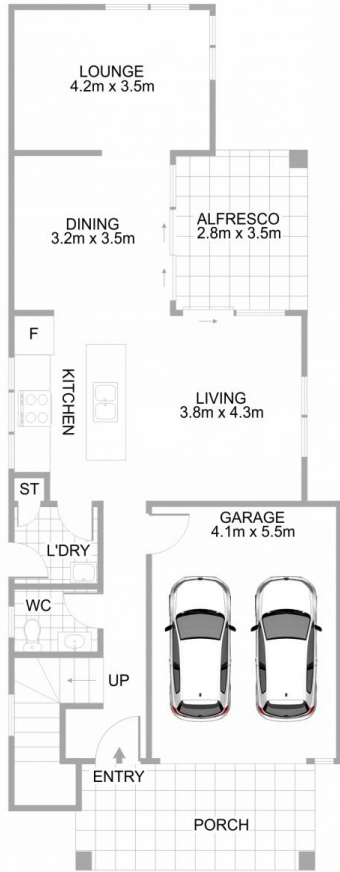 LOUNGE
4.2m x 3.5m
DINING
3.2m x 3.5m
ALFRESCO
2.8m x 3.5m
F
KITCHEN
LIVING
3.8m x 4.3m
ST
GARAGE
4.1m x 5.5m
L'DRY
WC
UP
ENTRY
PORCH